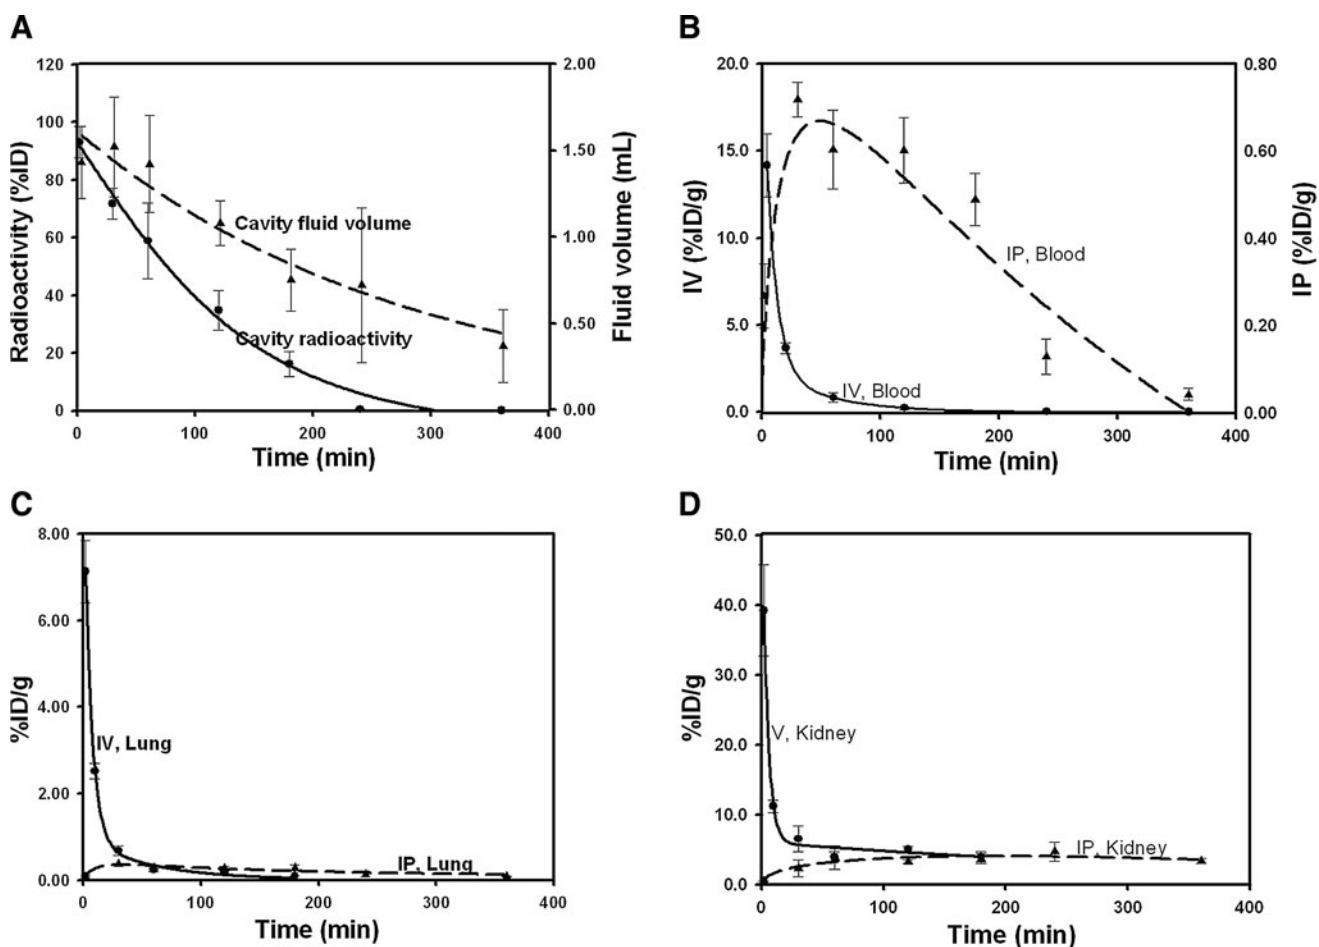 A
120
100
80
60
40
20
0
Radioactivity (%ID)
2.00
1.50
1.00
0.50
0.00
Fluid volume (mL)
Cavity fluid volume
Cavity radioactivity
0 100 200 300 400
Time (min)
B
20.0
15.0
10.0
5.0
0.0
IV (%ID/g)
0.80
0.60
0.40
0.20
0.00
IP (%ID/g)
IP, Blood
IV, Blood
0 100 200 300 400
Time (min)
C
8.00
6.00
4.00
2.00
0.00
%ID/g
IV, Lung
IP, Lung
0 100 200 300 400
Time (min)
D
50.0
40.0
30.0
20.0
10.0
0.0
%ID/g
V, Kidney
IP, Kidney
0 100 200 300 400
Time (min)